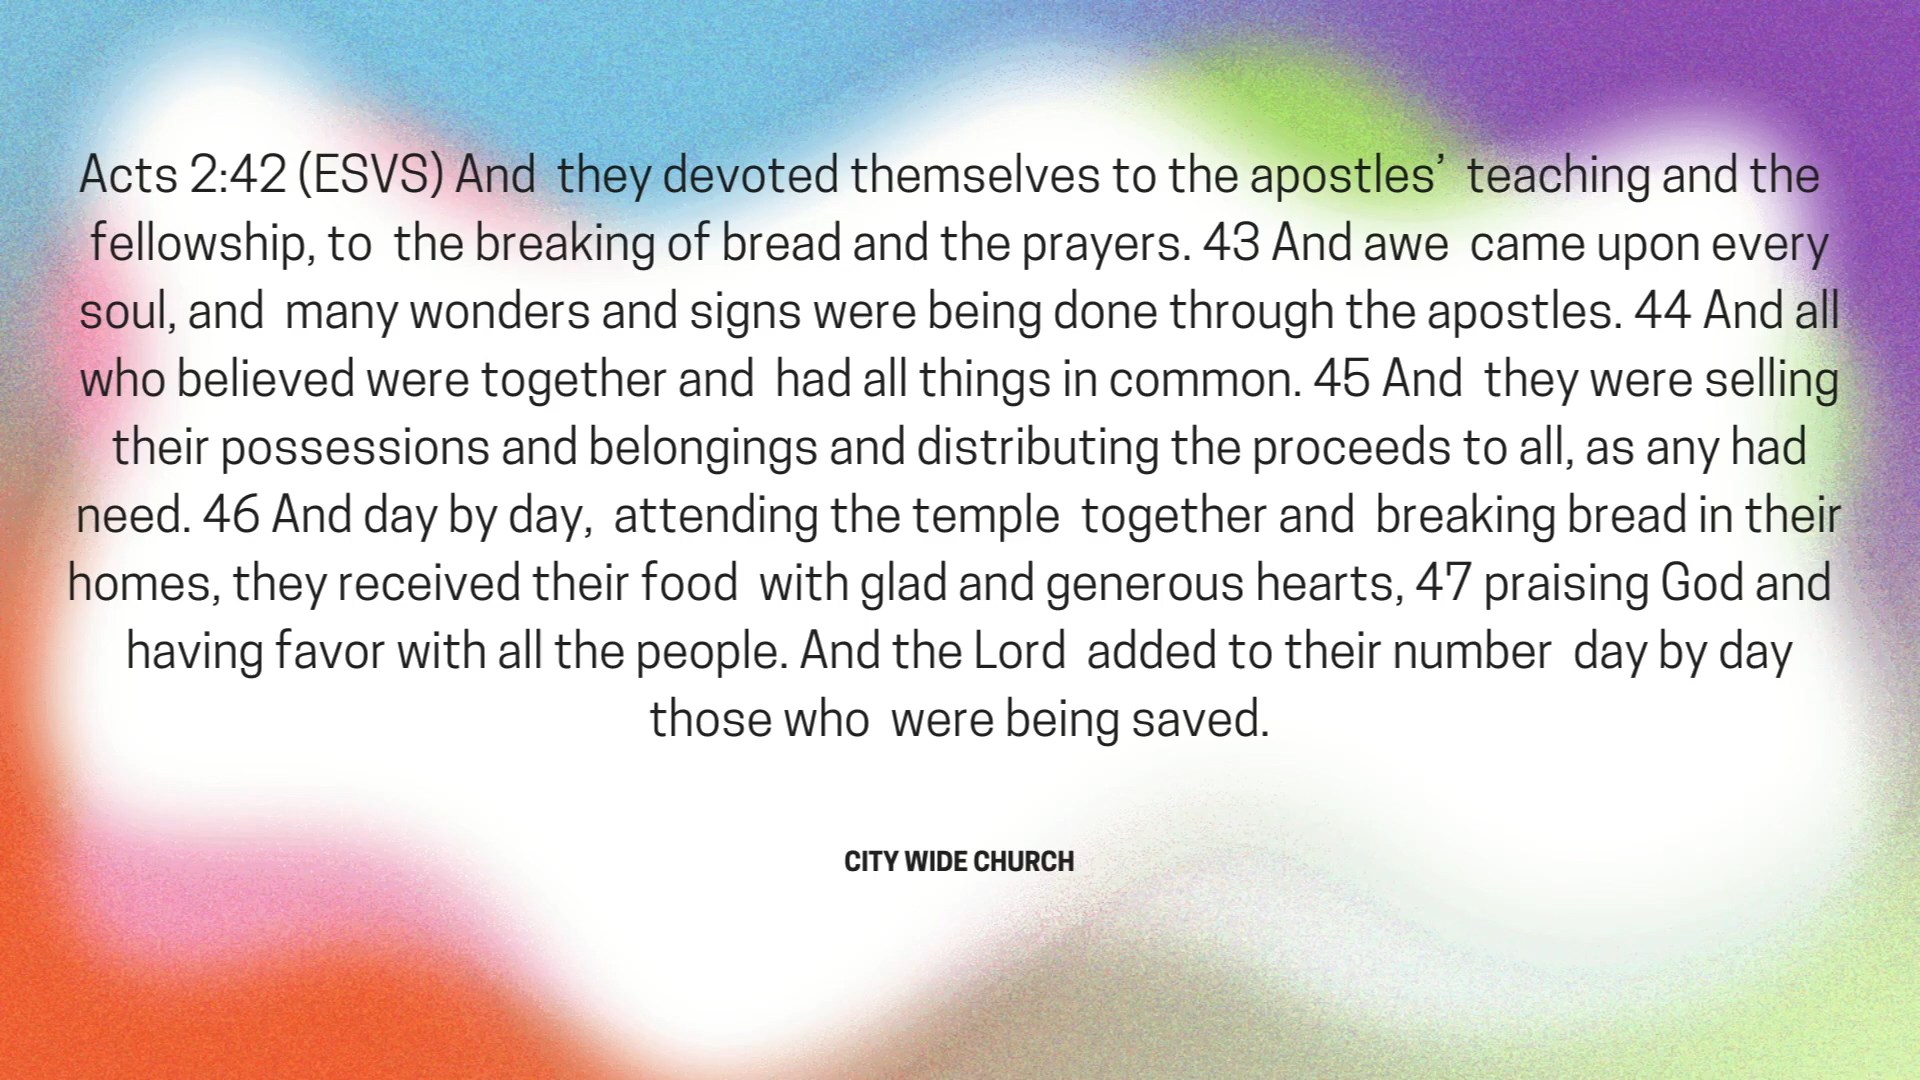 Acts 2:42 (ESVS) And  they devoted themselves to the apostles’  teaching and the
fellowship, to  the breaking of bread and the prayers. 43 And awe  came upon every
soul, and  many wonders and signs were being done through the apostles. 44 And all
who believed were together and  had all things in common. 45 And  they were selling
their possessions and belongings and distributing the proceeds to all, as any had
need. 46 And day by day,  attending the temple  together and  breaking bread in their
homes, they received their food  with glad and generous hearts, 47 praising God and
having favor with all the people. And the Lord  added to their number  day by day
those who  were being saved.
CITY WIDE CHURCH